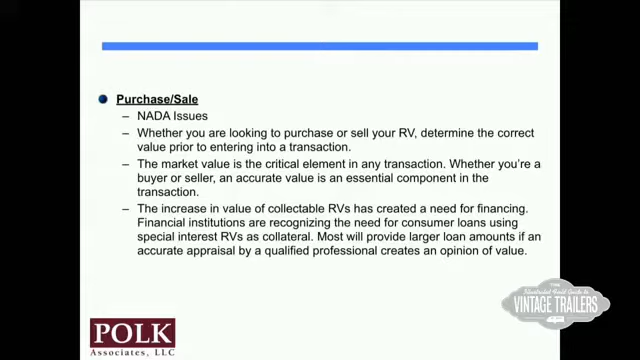 Purchase/Sale
– NADA Issues
– Whether you are looking to purchase or sell your RV, determine the correct
value prior to entering into a transaction.
– The market value is the critical element in any transaction. Whether you're a
buyer or seller, an accurate value is an essential component in the
transaction.
– The increase in value of collectable RVs has created a need for financing.
Financial institutions are recognizing the need for consumer loans using
special interest RVs as collateral. Most will provide larger loan amounts if an
accurate appraisal by a qualified professional creates an opinion of value.
THE
Illustrated Field Guide to
VINTAGE TRAILERS
POLK
Associates, LLC